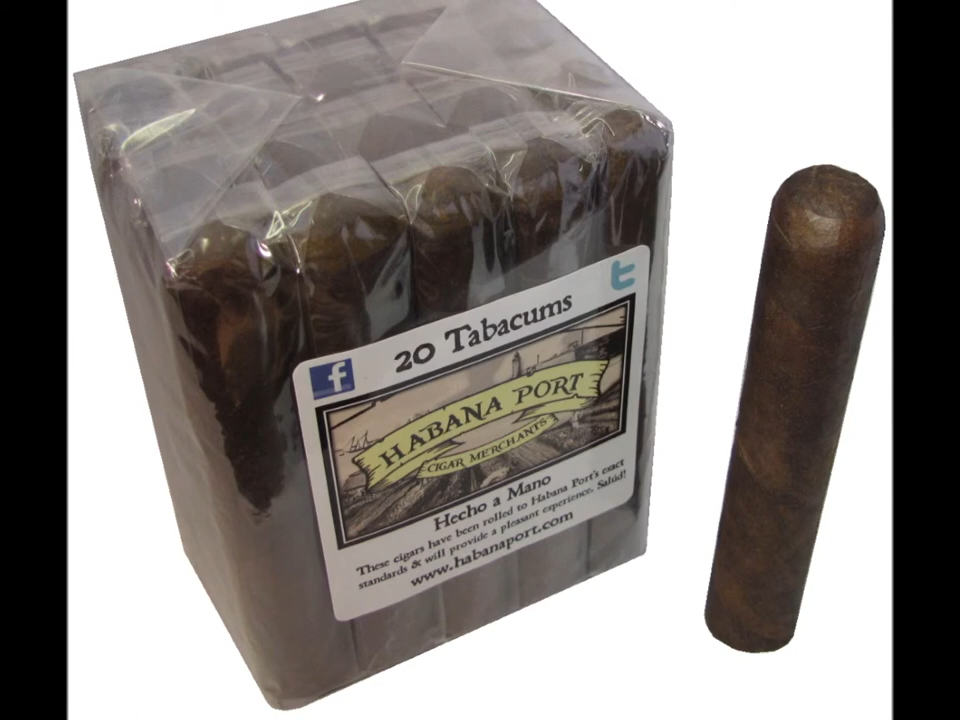 20 Tabacums
HABANA PORT
CIGAR MERCHANTS
Hecho a Mano
These cigars have been rolled to Habana Port's exact
standards & will provide a pleasant experience. Salúd!
www.habanaport.com